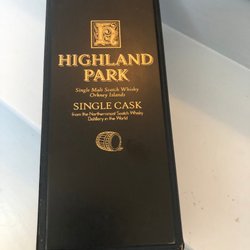 HIGHLAND
PARK
Single Malt Scotch Whisky
Orkney Islands
SINGLE CASK
from the Northernmost Scotch Whisky
Distillery in the World